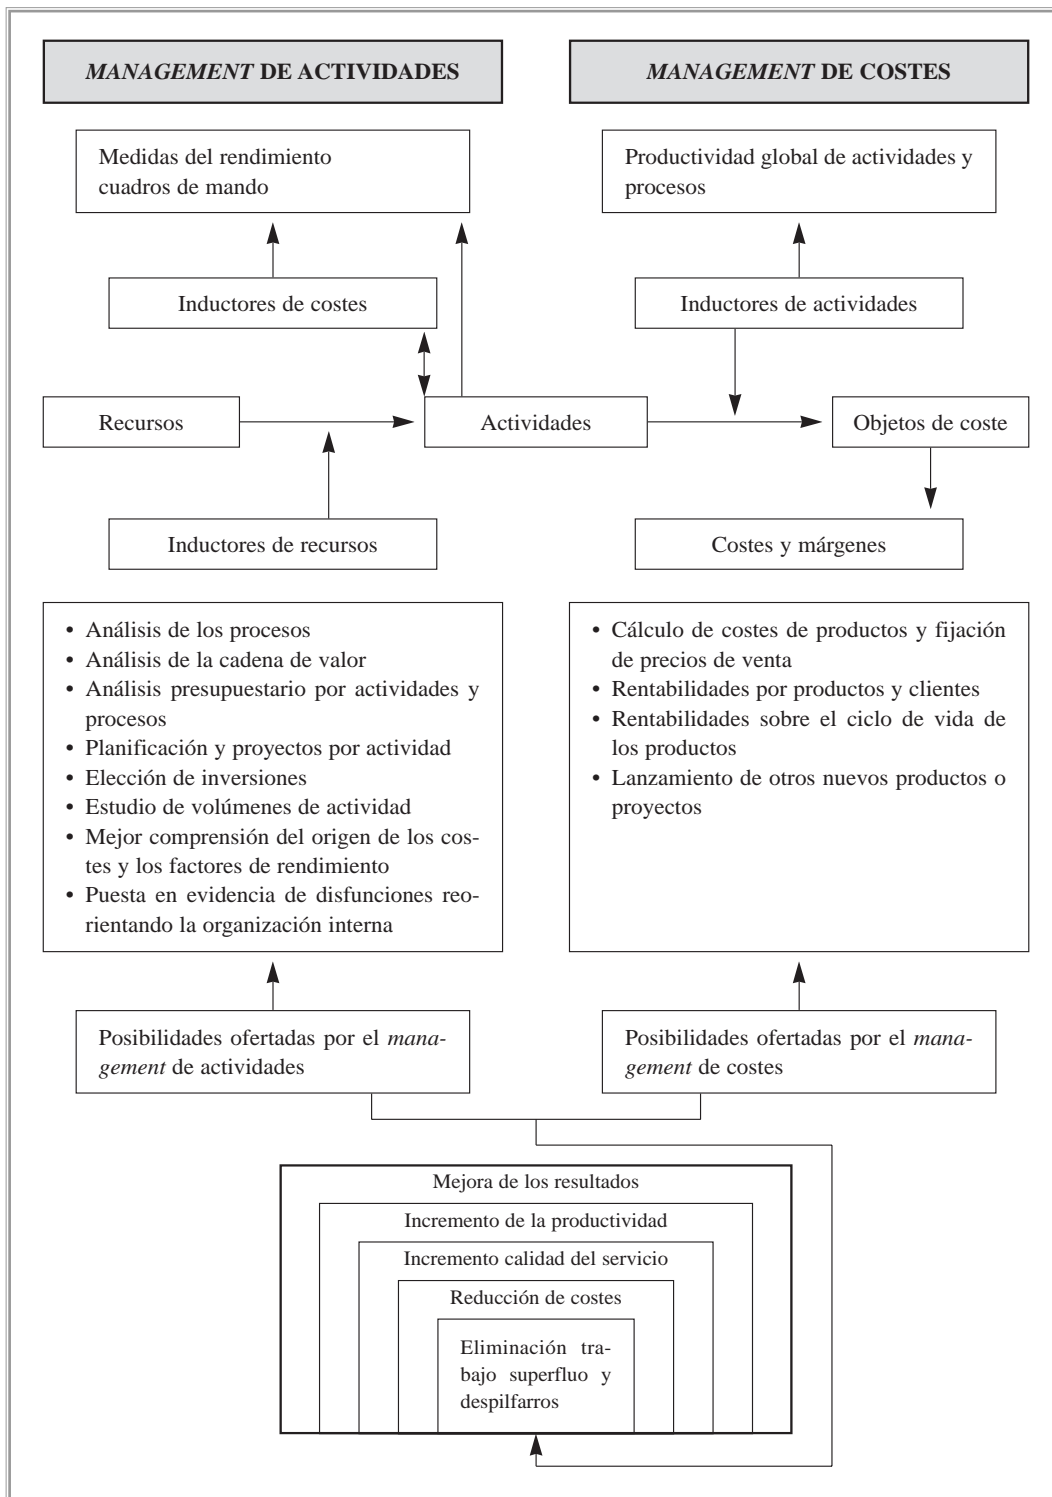 MANAGEMENT DE ACTIVIDADES
MANAGEMENT DE COSTES
Medidas del rendimiento
cuadros de mando
Productividad global de actividades y
procesos
Inductores de costes
Inductores de actividades
Recursos
Actividades
Objetos de coste
Inductores de recursos
Costes y márgenes
• Análisis de los procesos
• Análisis de la cadena de valor
• Análisis presupuestario por actividades y
procesos
• Planificación y proyectos por actividad
• Elección de inversiones
• Estudio de volúmenes de actividad
• Mejor comprensión del origen de los cos-
tes y los factores de rendimiento
• Puesta en evidencia de disfunciones reo-
rientando la organización interna
• Cálculo de costes de productos y fijación
de precios de venta
• Rentabilidades por productos y clientes
• Rentabilidades sobre el ciclo de vida de
los productos
• Lanzamiento de otros nuevos productos o
proyectos
Posibilidades ofertadas por el mana-
gement de actividades
Posibilidades ofertadas por el mana-
gement de costes
Mejora de los resultados
Incremento de la productividad
Incremento calidad del servicio
Reducción de costes
Eliminación tra-
bajo superfluo y
despilfarros